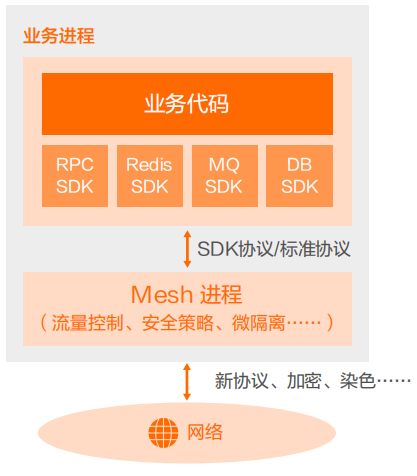 业务进程
业务代码
RPC
SDK
Redis
SDK
MQ
SDK
DB
SDK
SDK协议/标准协议
Mesh 进程
（ 流量控制、安全策略、微隔离…… ）
新协议、加密、染色……
网络